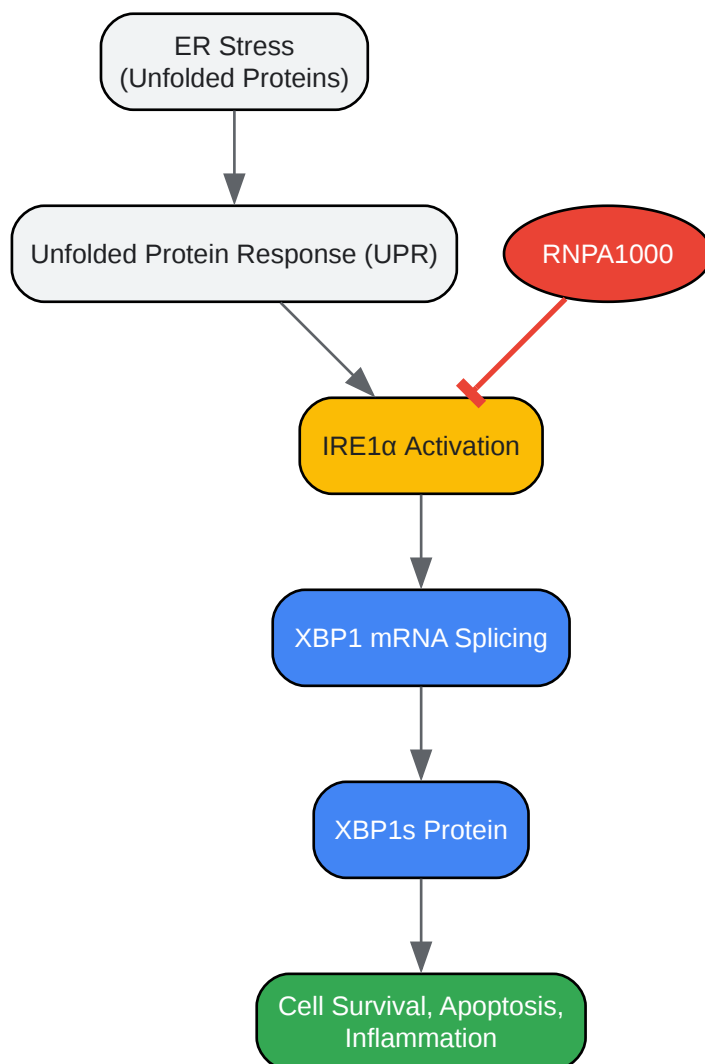 ER Stress
(Unfolded Proteins)
Unfolded Protein Response (UPR)
RNPA1000
IRE1α Activation
XBP1 mRNA Splicing
XBP1s Protein
Cell Survival, Apoptosis,
Inflammation